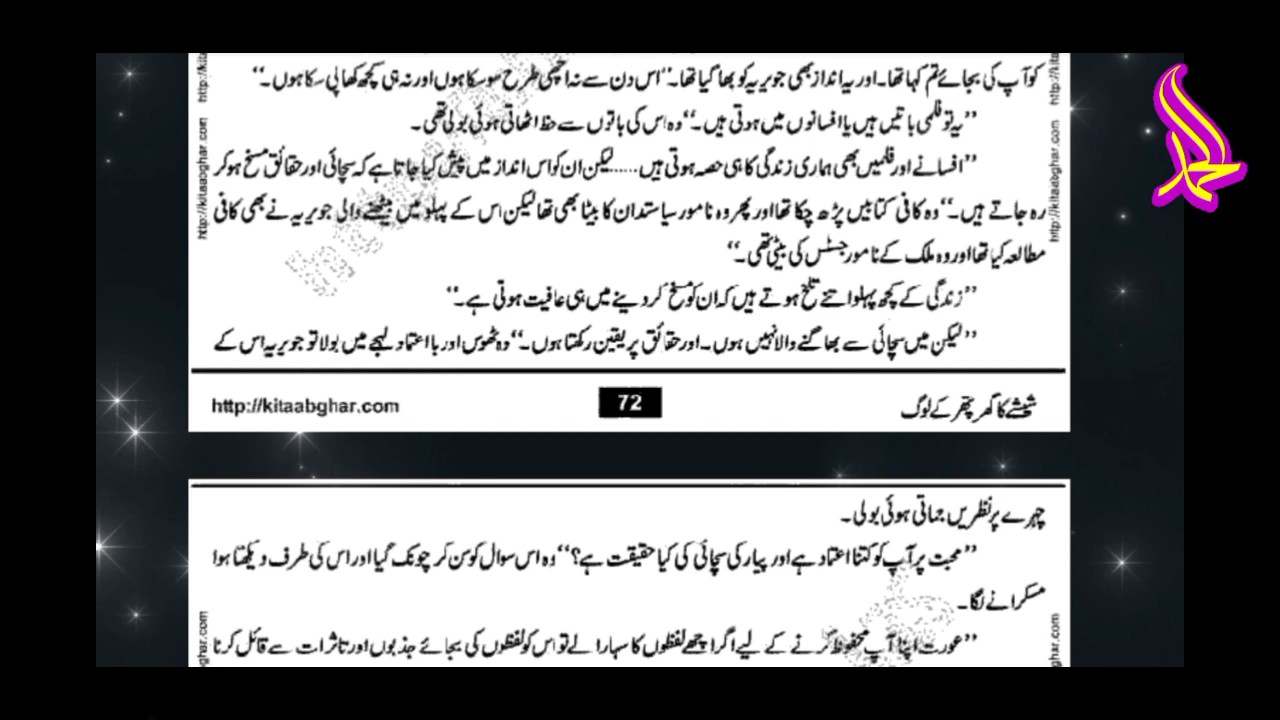 کو آپ کی بجائے تم کہا تھا۔ اور یہ انداز بھی جویریہ کو بھا گیا تھا۔ ’’اس دن سے نہ اچھی طرح سو سکا ہوں اور نہ ہی کچھ کھا پی سکا ہوں۔‘‘
’’یہ تو فلمی باتیں ہیں یا افسانوں میں ہوتی ہیں۔‘‘ وہ اس کی باتوں سے حظ اٹھاتی ہوئی بولی تھی۔
’’افسانے اور فلمیں بھی ہماری زندگی کا ہی حصہ ہوتی ہیں......لیکن ان کو اس انداز میں پیش کیا جاتا ہے کہ سچائی اور حقائق مسخ ہو کر
رہ جاتے ہیں۔‘‘ وہ کافی کتابیں پڑھ چکا تھا اور پھر وہ نامور سیاستدان کا بیٹا بھی تھا لیکن اس کے پہلو میں بیٹھنے والی جویریہ نے بھی کافی
مطالعہ کیا تھا اور وہ ملک کے نامور جسٹس کی بیٹی تھی۔‘‘
’’زندگی کے کچھ پہلو اتنے تلخ ہوتے ہیں کہ ان کو مسخ کر دینے میں ہی عافیت ہوتی ہے۔‘‘
’’لیکن میں سچائی سے بھاگنے والا نہیں ہوں۔ اور حقائق پر یقین رکھتا ہوں۔‘‘ وہ ٹھوس اور بااعتماد لہجے میں بولا تو جویریہ اس کے
شیشے کا گھر پتھر کے لوگ
72
http://kitaabghar.com
چہرے پر نظریں جماتی ہوئی بولی۔
’’محبت پر آپ کو کتنا اعتماد ہے اور پیار کی سچائی کی کیا حقیقت ہے؟‘‘ وہ اس سوال کو سن کر چونک گیا اور اس کی طرف دیکھتا ہوا
مسکرانے لگا۔
’’عورت اپنا آپ محفوظ کرنے کے لیے اگر اچھے لفظوں کا سہارا لے تو اس کو لفظوں کی بجائے جذبوں اور تاثرات سے قائل کرنا
http://kitaabghar.com
http://kitaabghar.com